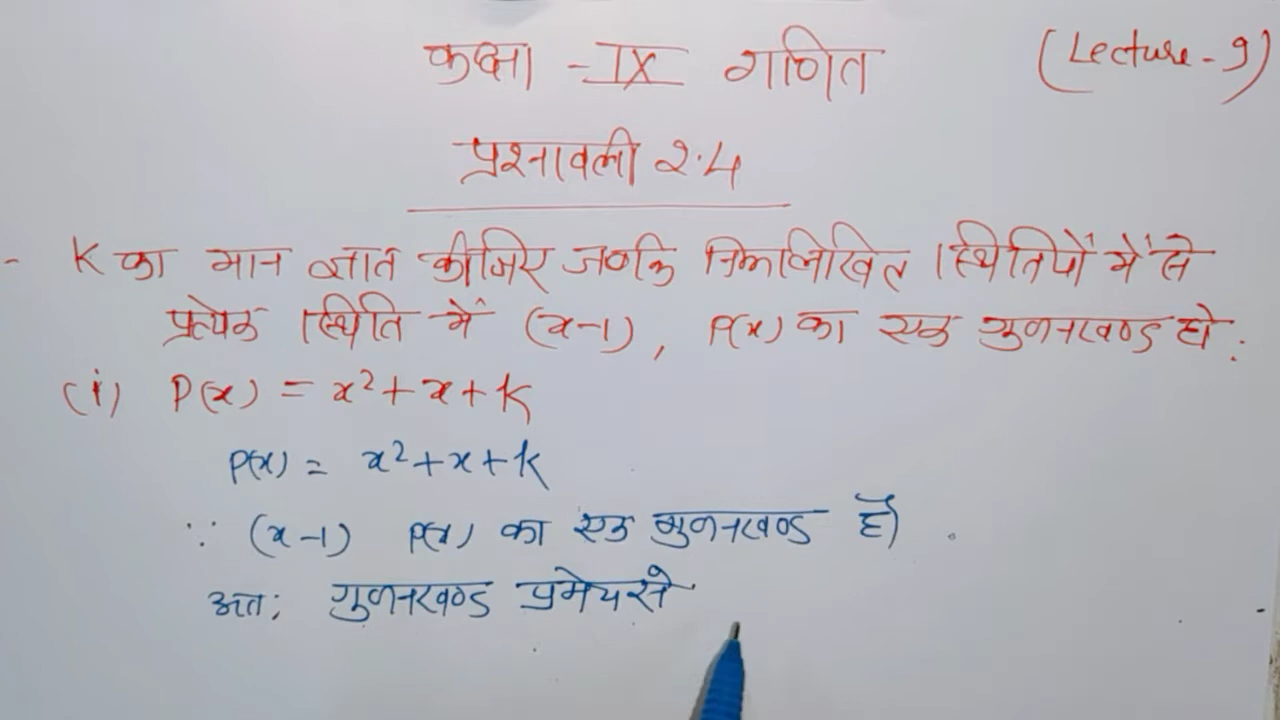 कक्षा - IX गणित (Lecture - 9)
प्रश्नावली 2.4
- K का मान ज्ञात कीजिए जबकि निम्नलिखित स्थितियों में से
प्रत्येक स्थिति में (x-1), P(x) का एक गुणनखण्ड हो:
(i) P(x) = x²+x+K
P(x) = x²+x+K
∵ (x-1) P(x) का एक गुणनखण्ड है।
अत: गुणनखण्ड प्रमेय से